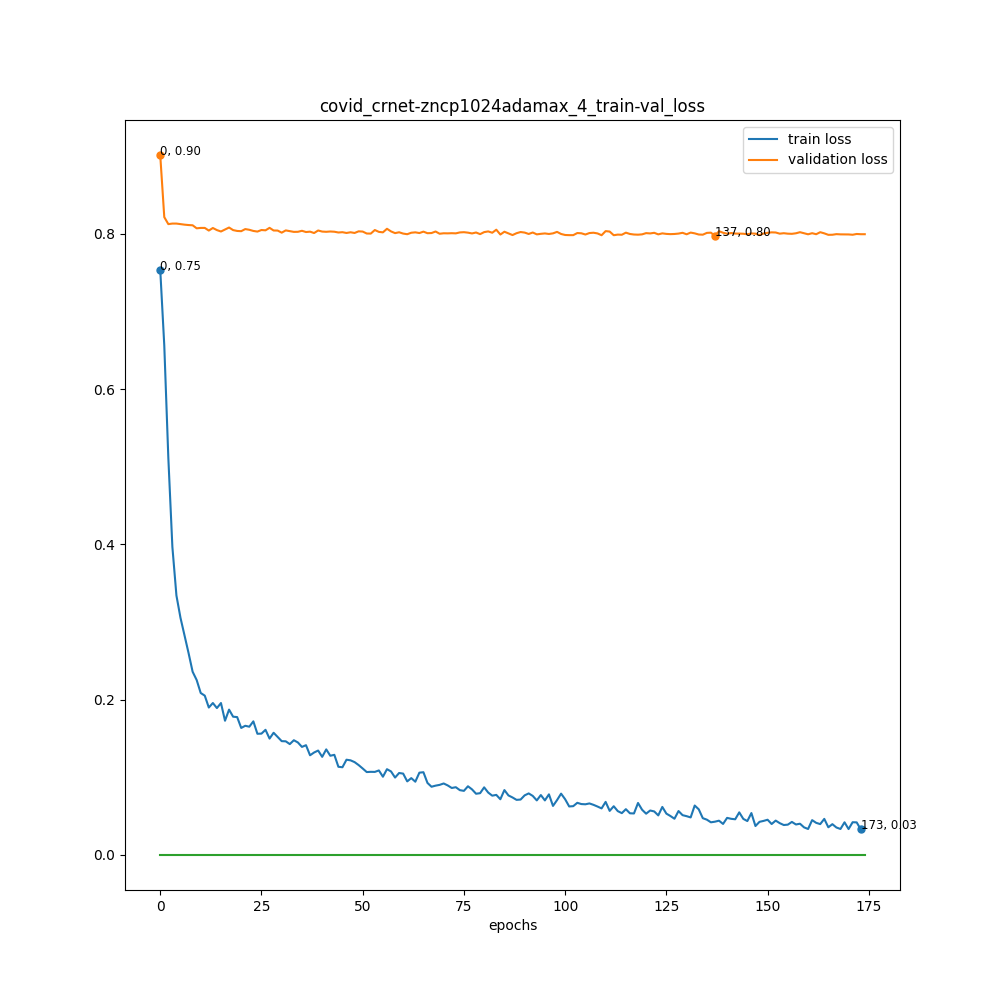 covid_crnet-zncp1024adamax_4_train-val_loss
train loss
validation loss
0, 0.90
137, 0.80
0, 0.75
173, 0.03
0.8
0.6
0.4
0.2
0.0
0 25 50 75 100 125 150 175
epochs